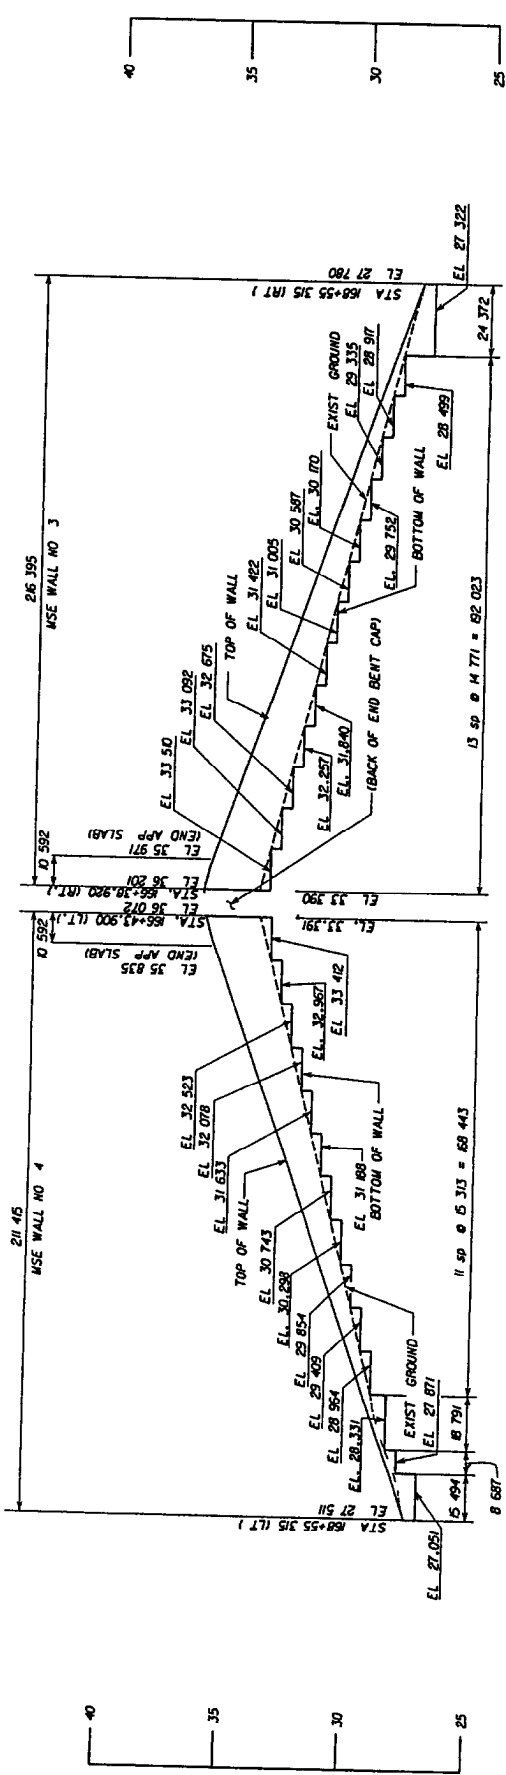 40
35
30
25
216 395
MSE WALL NO 3
10 592
EL 35 971
(END APP SLAB)
EL 36 201
STA. 166+38.920 (RT.)
STA 168+55 315 (RT)
EL 27 780
EL 33 510
EL 33 092
EL 32 675
TOP OF WALL
EL 31 422
EL 31 005
EL 30 587
EL. 30 170
EXIST GROUND
EL 29 335
EL 28 917
EL 27 322
24 372
EL 28 499
BOTTOM OF WALL
EL. 29 752
EL. 31.840
EL 32.257
(BACK OF END BENT CAP)
13 sp @ 14 771 = 192 023
EL 33 390
211 415
MSE WALL NO 4
10 592
EL 36 072
STA. 166+43.900 (LT.)
EL 35 835
(END APP SLAB)
EL. 33.391
EL 33 412
EL. 32.967
EL 32 523
EL 32 078
EL 31 633
TOP OF WALL
EL 31 188
BOTTOM OF WALL
EL 30 743
EL. 30.298
EL 29 854
EL 29 409
EL 28 964
EL. 28.331
EXIST GROUND
EL 27 871
EL 27.051
STA 168+55 315 (LT)
EL 27 511
11 sp @ 15 313 = 168 443
18 791
8 687
15 494
40
35
30
25